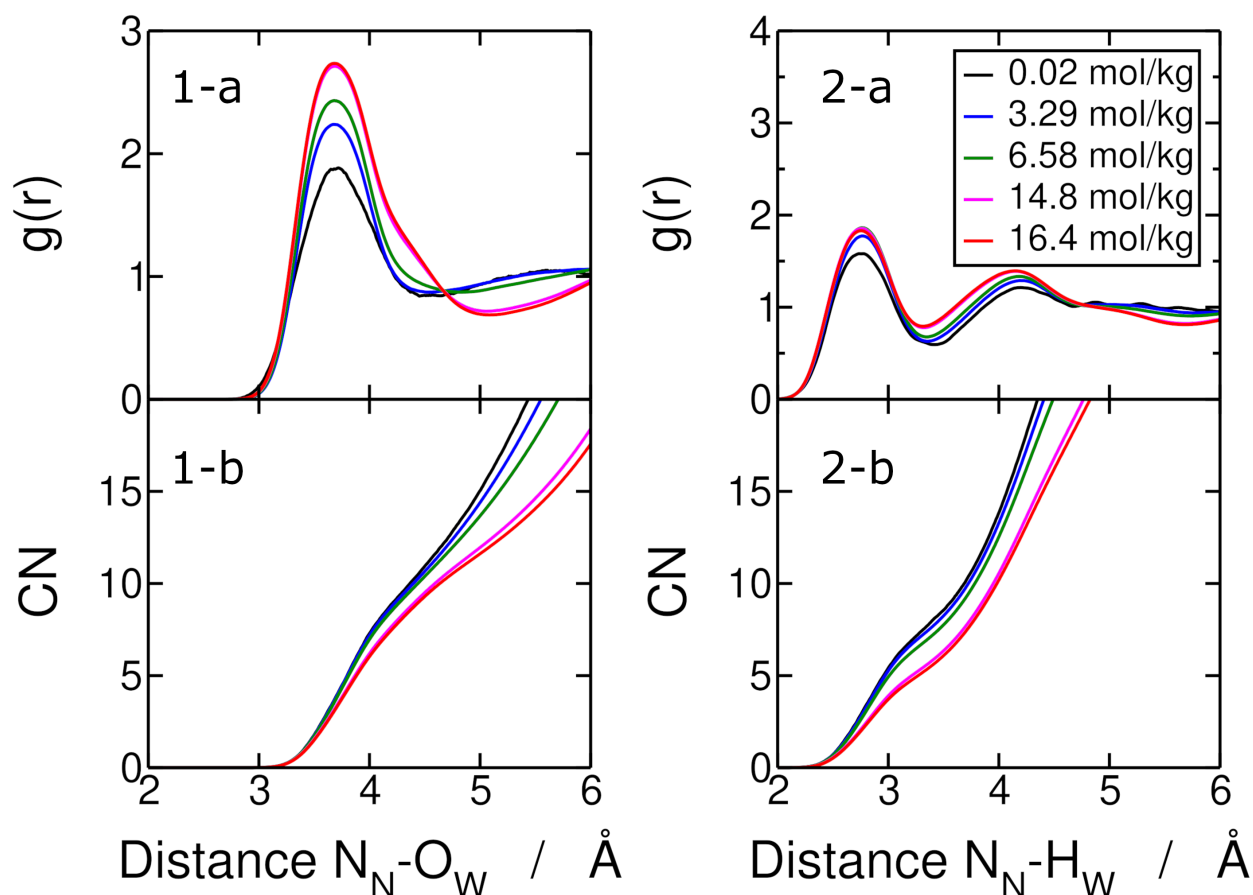 3
2
1
0
g(r)
1-a
4
3
2
1
0
g(r)
2-a
0.02 mol/kg
3.29 mol/kg
6.58 mol/kg
14.8 mol/kg
16.4 mol/kg
15
10
5
0
CN
1-b
2 3 4 5 6
Distance N_N-O_W / Å
15
10
5
0
CN
2-b
2 3 4 5 6
Distance N_N-H_W / Å